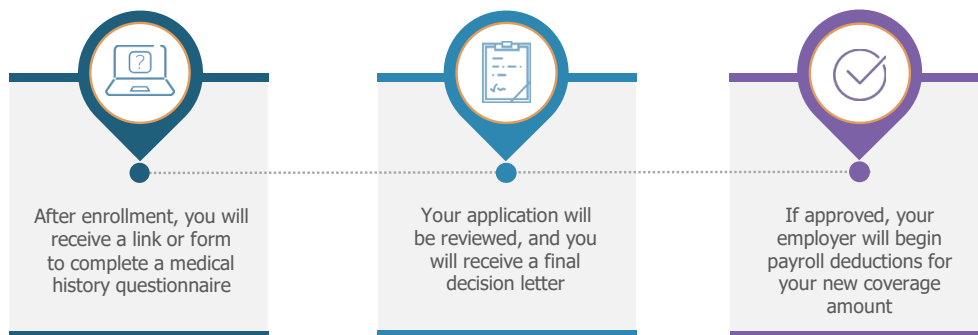 ?
After enrollment, you will
receive a link or form
to complete a medical
history questionnaire
Your application will
be reviewed, and you
will receive a final
decision letter
If approved, your
employer will begin
payroll deductions for
your new coverage
amount